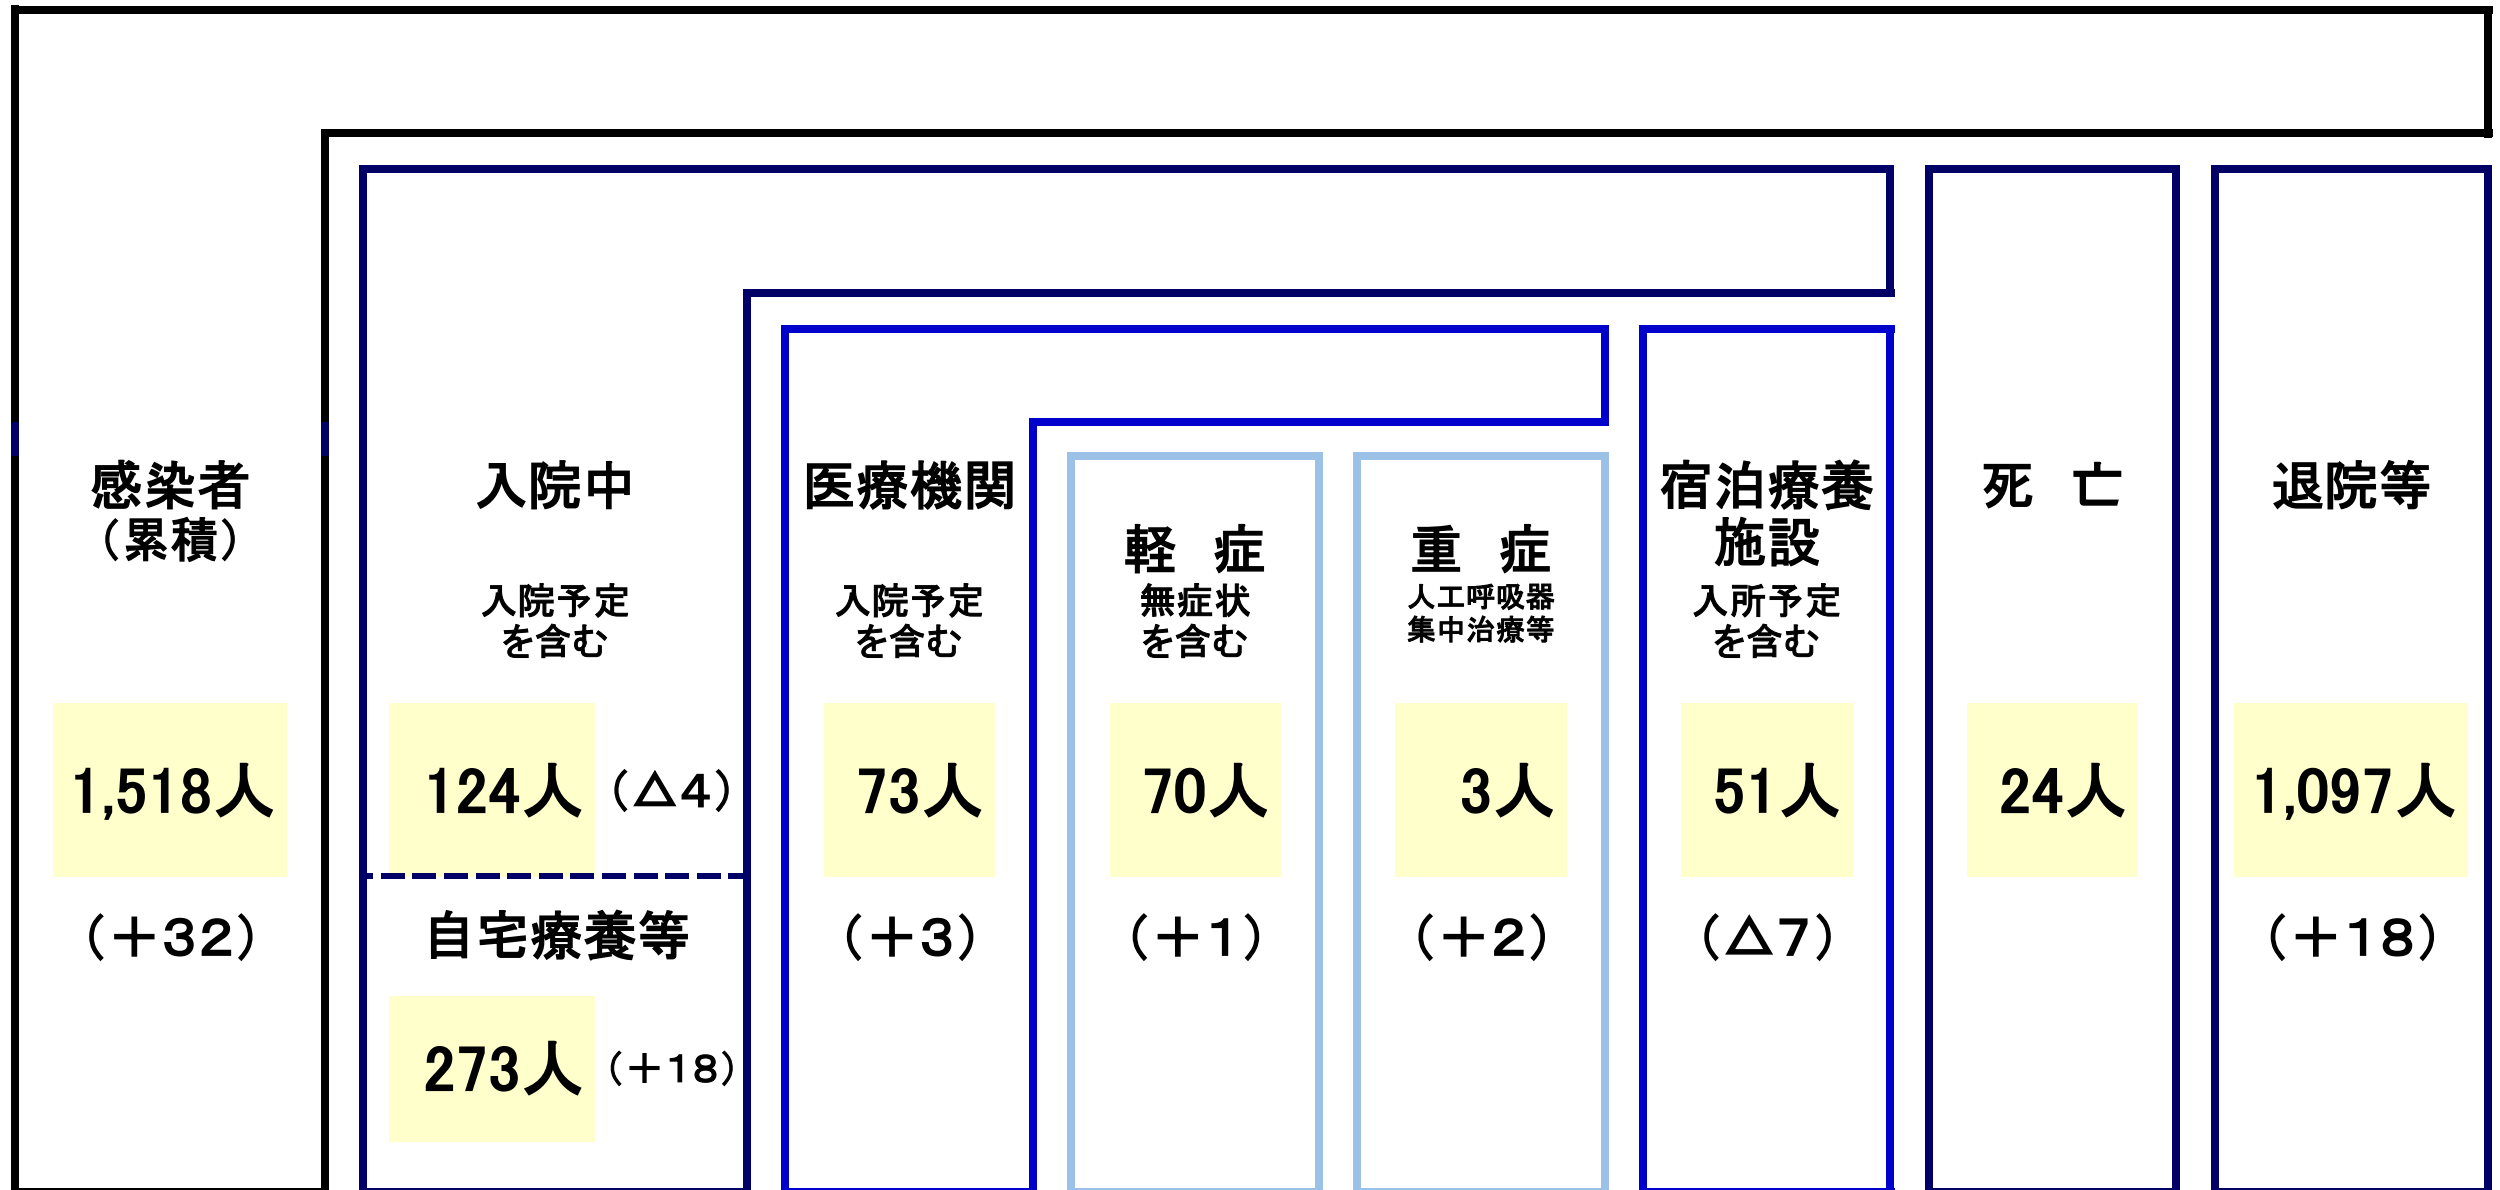 感染者
（累積）
1,518人
（＋32）
入院中
入院予定
を含む
124人
（△4）
自宅療養等
273人
（＋18）
医療機関
入院予定
を含む
73人
（＋3）
軽 症
無症状
を含む
70人
（＋1）
重 症
人工呼吸器
集中治療等
3人
（＋2）
宿泊療養
施設
入所予定
を含む
51人
（△7）
死 亡
24人
退院等
1,097人
（＋18）